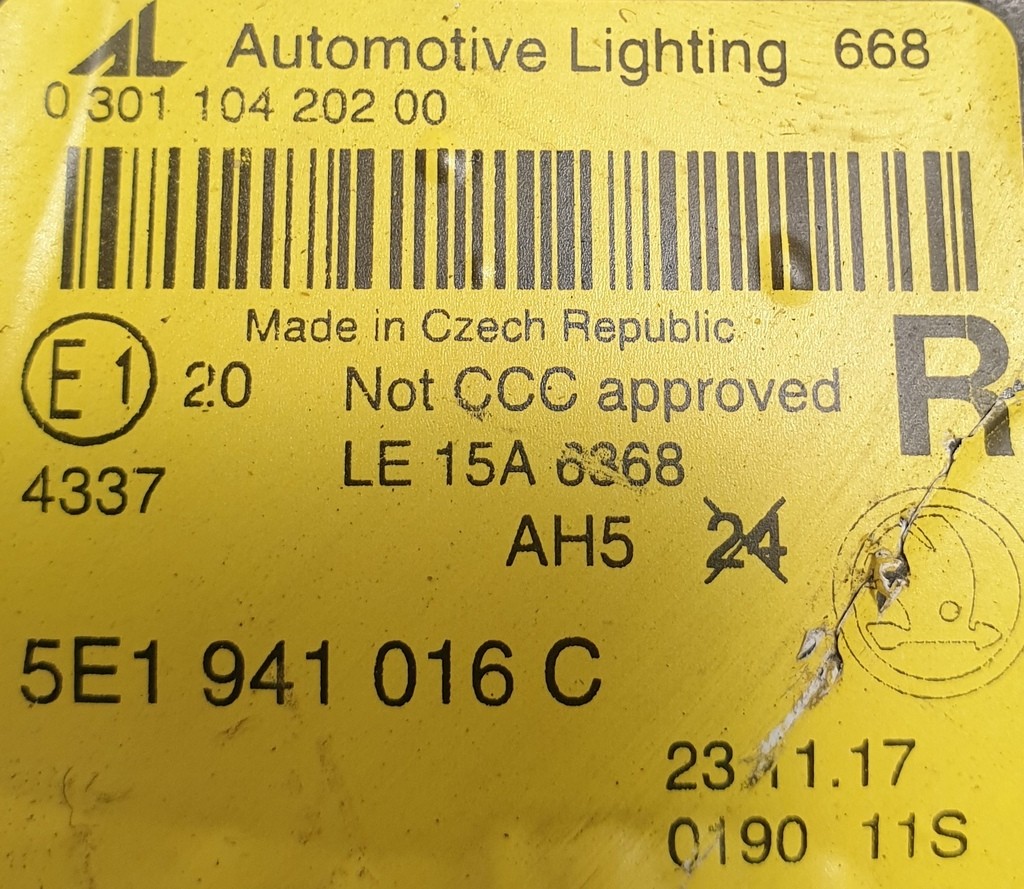 AL Automotive Lighting 668
0 301 104 202 00
Made in Czech Republic
R
E1 20 Not CCC approved
4337 LE 15A 6368
AH5 24
5E1 941 016 C
23.11.17
0190 11S